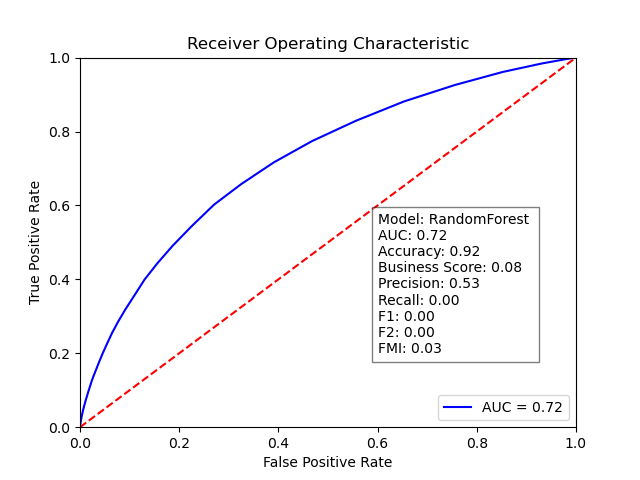 Receiver Operating Characteristic
True Positive Rate
1.0
0.8
0.6
0.4
0.2
0.0
Model: RandomForest
AUC: 0.72
Accuracy: 0.92
Business Score: 0.08
Precision: 0.53
Recall: 0.00
F1: 0.00
F2: 0.00
FMI: 0.03
AUC = 0.72
0.0 0.2 0.4 0.6 0.8 1.0
False Positive Rate